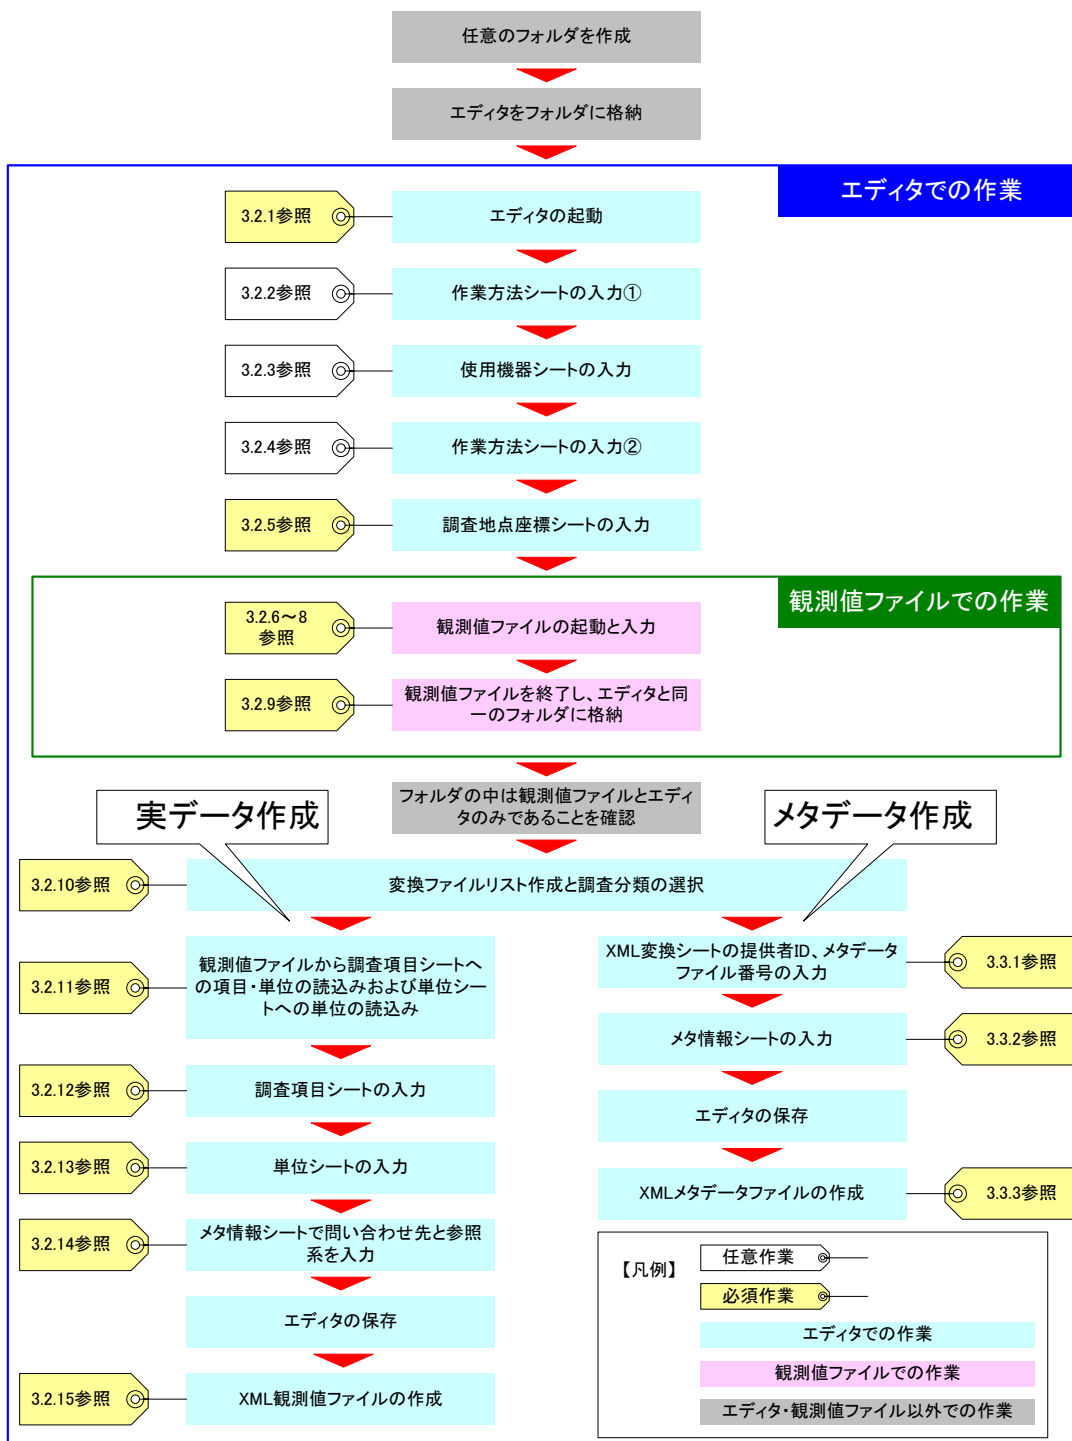 任意のフォルダを作成
エディタをフォルダに格納
エディタでの作業
3.2.1参照
エディタの起動
3.2.2参照
作業方法シートの入力①
3.2.3参照
使用機器シートの入力
3.2.4参照
作業方法シートの入力②
3.2.5参照
調査地点座標シートの入力
観測値ファイルでの作業
3.2.6～8
参照
観測値ファイルの起動と入力
3.2.9参照
観測値ファイルを終了し、エディタと同
一のフォルダに格納
フォルダの中は観測値ファイルとエディ
タのみであることを確認
実データ作成
メタデータ作成
3.2.10参照
変換ファイルリスト作成と調査分類の選択
3.2.11参照
観測値ファイルから調査項目シートへ
の項目・単位の読込みおよび単位シー
トへの単位の読込み
3.2.12参照
調査項目シートの入力
3.2.13参照
単位シートの入力
3.2.14参照
メタ情報シートで問い合わせ先と参照
系を入力
エディタの保存
3.2.15参照
XML観測値ファイルの作成
XML変換シートの提供者ID、メタデータ
ファイル番号の入力
3.3.1参照
メタ情報シートの入力
3.3.2参照
エディタの保存
XMLメタデータファイルの作成
3.3.3参照
【凡例】
任意作業
必須作業
エディタでの作業
観測値ファイルでの作業
エディタ・観測値ファイル以外での作業